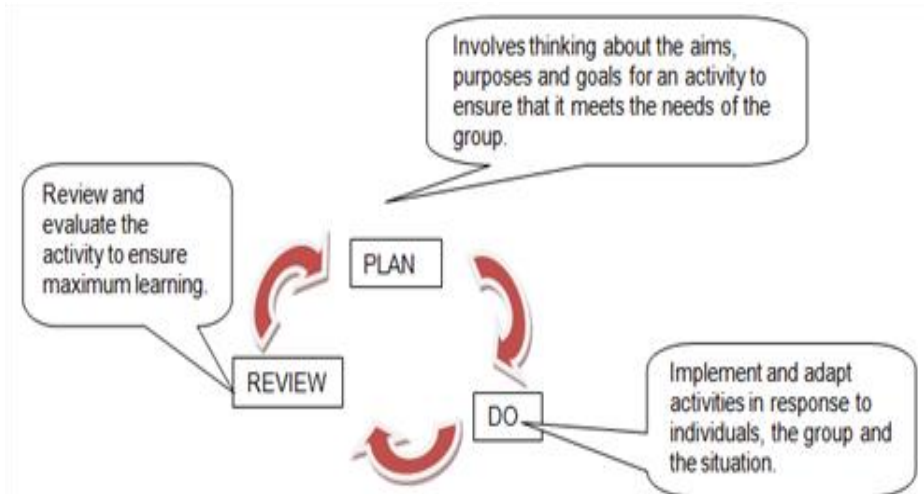 Involves thinking about the aims,
purposes and goals for an activity to
ensure that it meets the needs of the
group.
Review and
evaluate the
activity to ensure
maximum learning.
PLAN
REVIEW
DO
Implement and adapt
activities in response to
individuals, the group and
the situation.